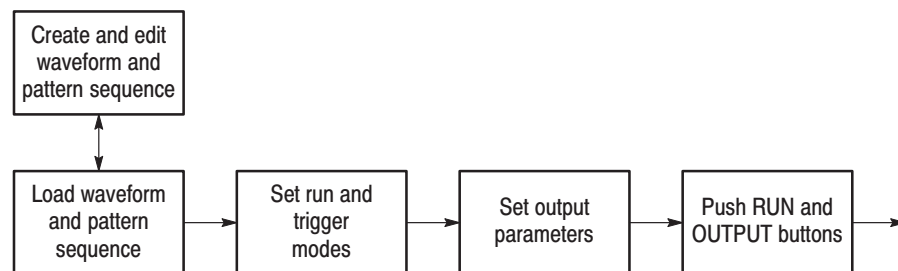 Create and edit
waveform and
pattern sequence
Load waveform
and pattern
sequence
Set run and
trigger
modes
Set output
parameters
Push RUN and
OUTPUT buttons